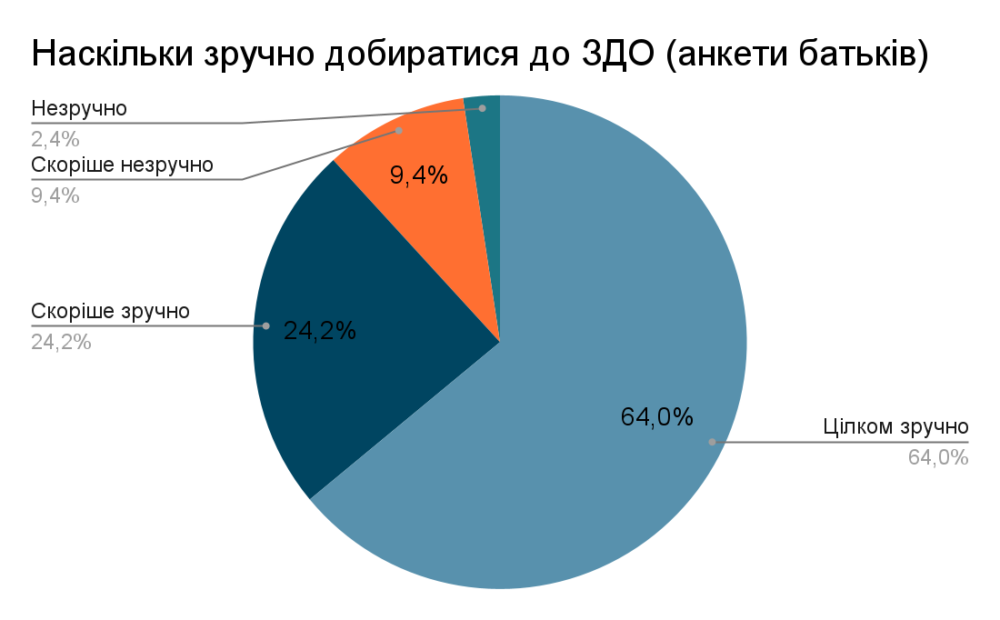 Наскільки зручно добиратися до ЗДО (анкети батьків)
Незручно
2,4%
Скоріше незручно
9,4%
9,4%
Скоріше зручно
24,2%
24,2%
64,0%
Цілком зручно
64,0%